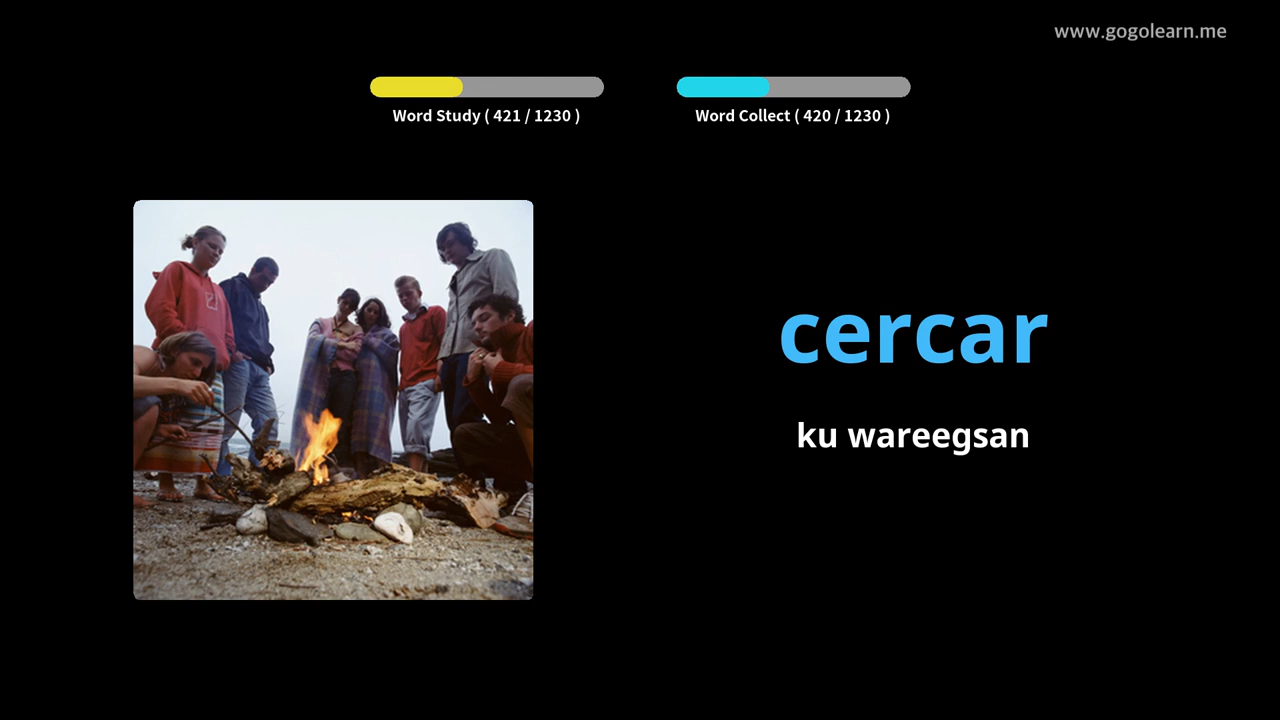 www.gogolearn.me
Word Study ( 421 / 1230 )
Word Collect ( 420 / 1230 )
cercar
ku wareegsan